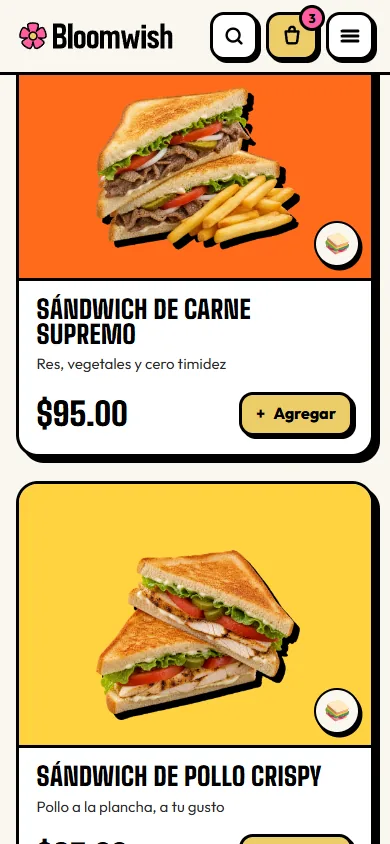 Bloomwish
3
SÁNDWICH DE CARNE
SUPREMO
Res, vegetales y cero timidez
$95.00
+ Agregar
SÁNDWICH DE POLLO CRISPY
Pollo a la plancha, a tu gusto